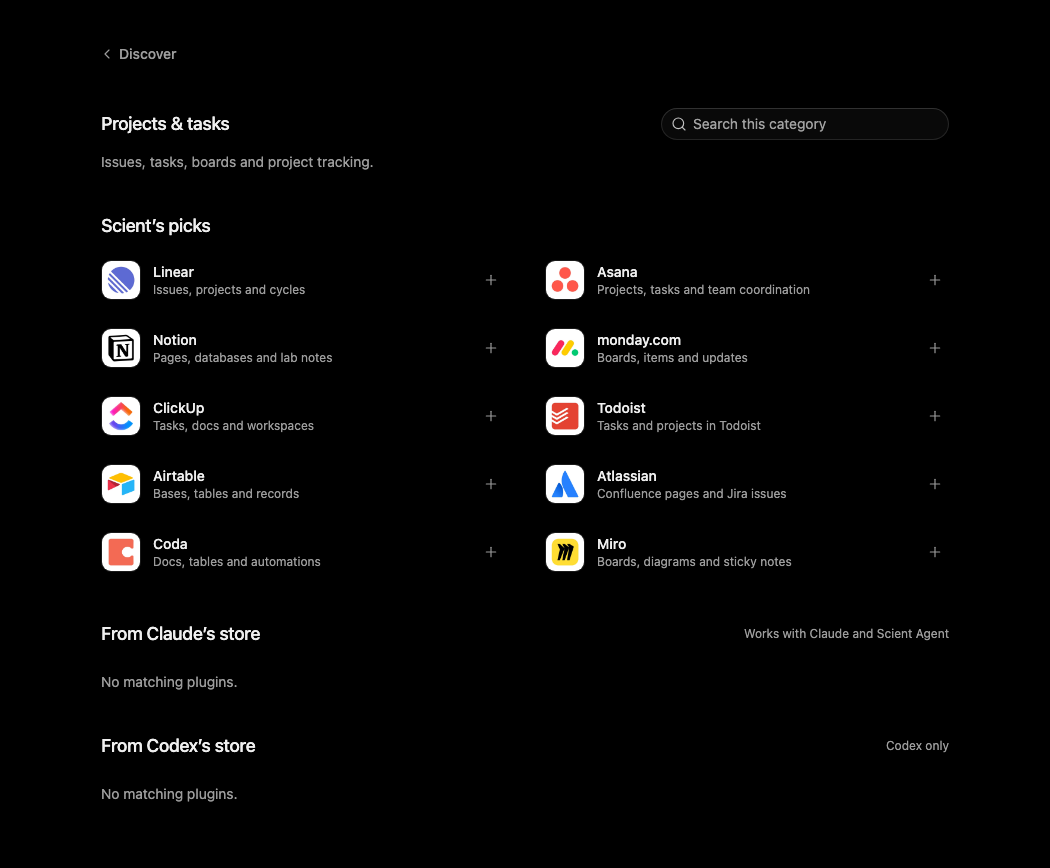 Discover
Projects & tasks
Search this category
Issues, tasks, boards and project tracking.
Scient's picks
Linear
Issues, projects and cycles
Asana
Projects, tasks and team coordination
Notion
Pages, databases and lab notes
monday.com
Boards, items and updates
ClickUp
Tasks, docs and workspaces
Todoist
Tasks and projects in Todoist
Airtable
Bases, tables and records
Atlassian
Confluence pages and Jira issues
Coda
Docs, tables and automations
Miro
Boards, diagrams and sticky notes
From Claude's store
Works with Claude and Scient Agent
No matching plugins.
From Codex's store
Codex only
No matching plugins.